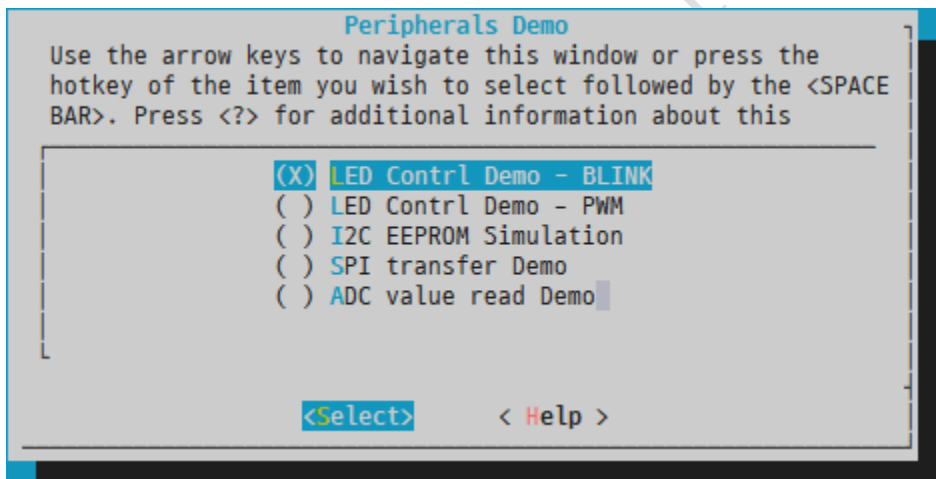 Peripherals Demo
Use the arrow keys to navigate this window or press the
hotkey of the item you wish to select followed by the <SPACE
BAR>. Press <?> for additional information about this
(X) LED Contrl Demo - BLINK
( ) LED Contrl Demo - PWM
( ) I2C EEPROM Simulation
( ) SPI transfer Demo
( ) ADC value read Demo
<Select> < Help >